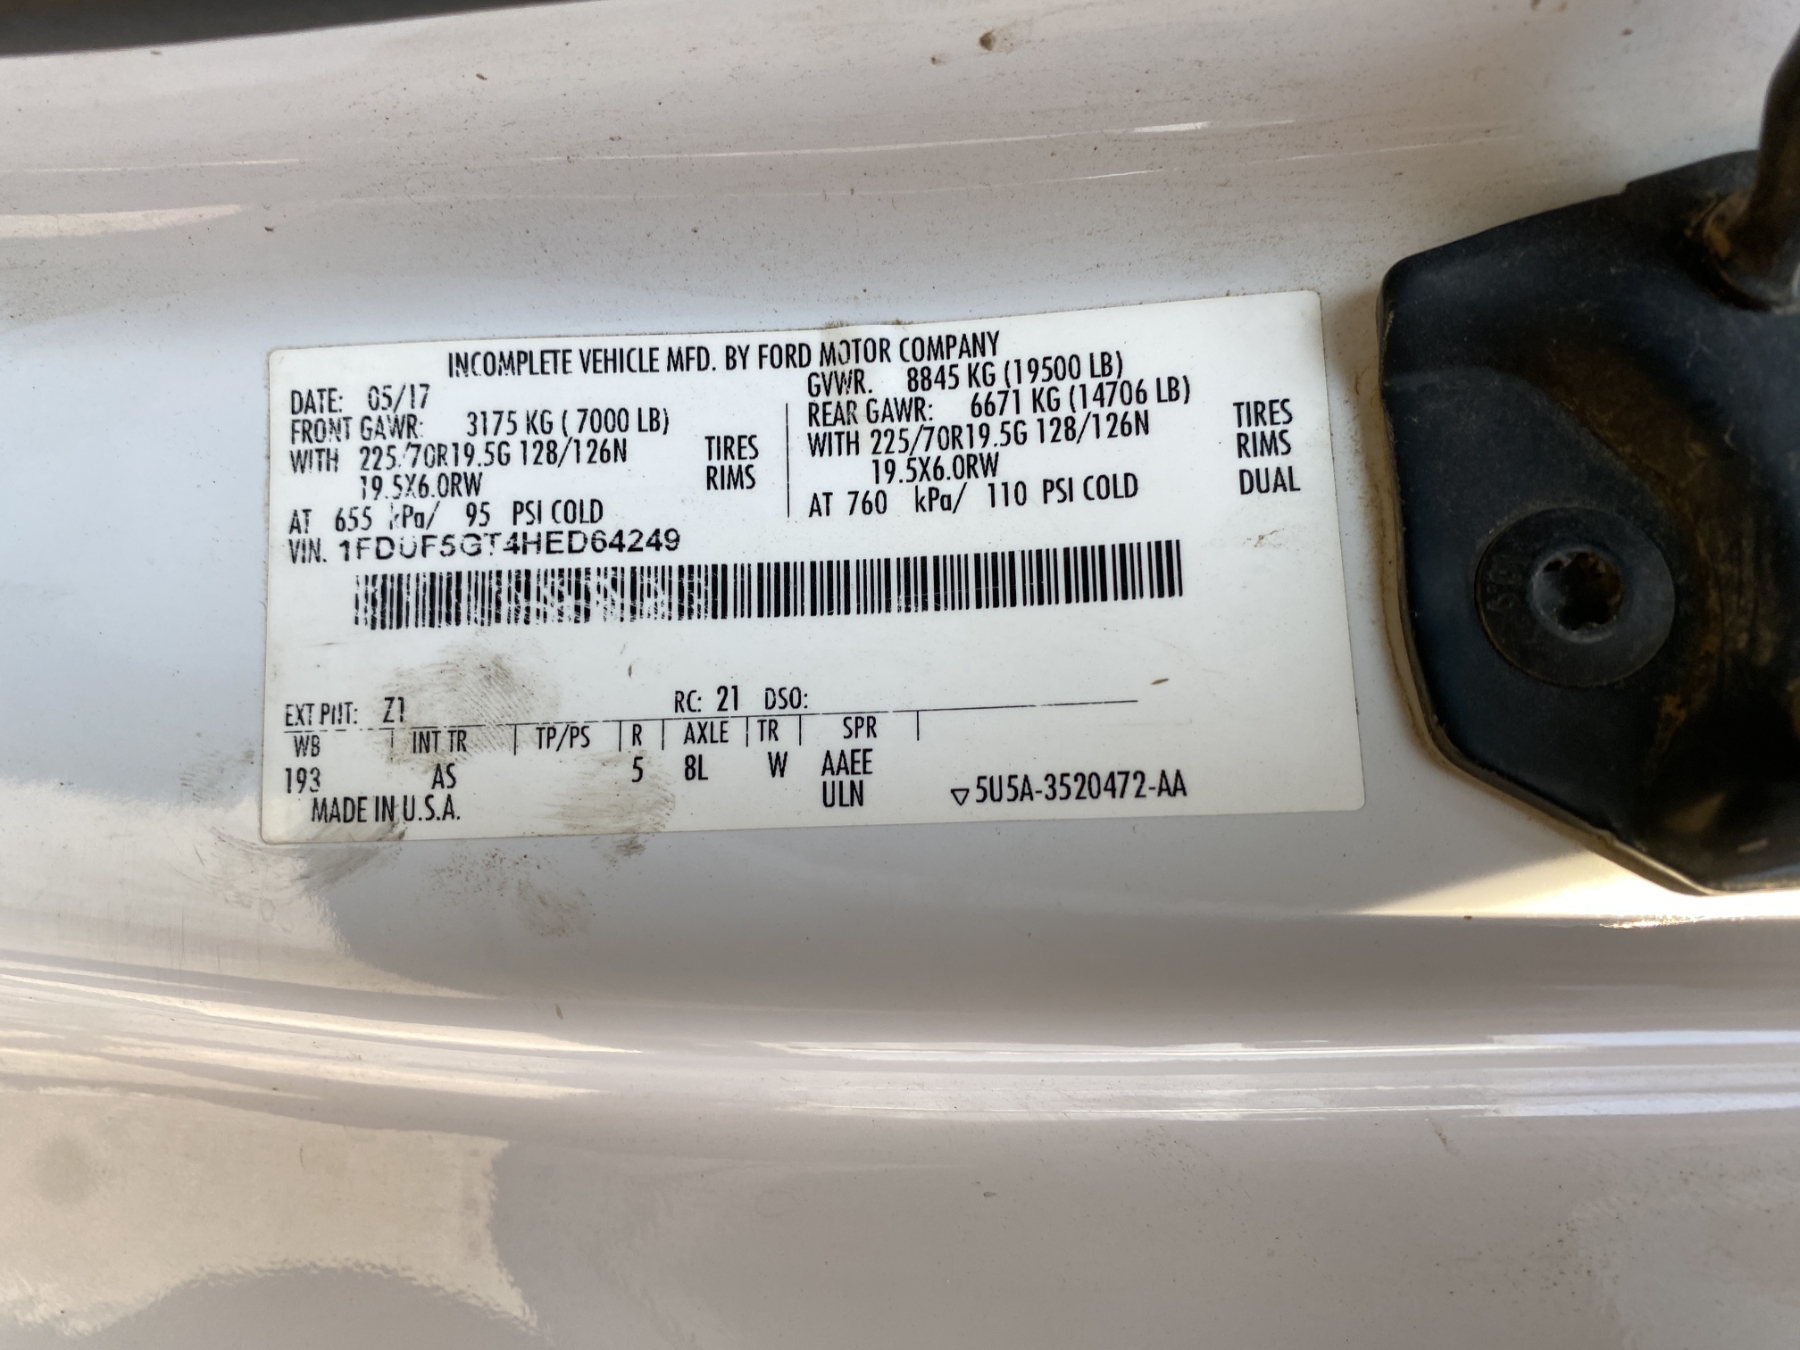 INCOMPLETE VEHICLE MFD. BY FORD MOTOR COMPANY
DATE: 05/17
GVWR. 8845 KG (19500 LB)
FRONT GAWR: 3175 KG ( 7000 LB)
REAR GAWR: 6671 KG (14706 LB)
WITH 225/70R19.5G 128/126N TIRES
WITH 225/70R19.5G 128/126N TIRES
19.5X6.0RW RIMS
19.5X6.0RW RIMS
AT 655 kPa/ 95 PSI COLD
AT 760 kPa/ 110 PSI COLD DUAL
VIN. 1FDUF5GT4HED64249
EXT PNT: Z1 RC: 21 DSO:
WB INT TR TP/PS R AXLE TR SPR
193 AS 5 8L W AAEE
ULN
MADE IN U.S.A.
▽5U5A-3520472-AA